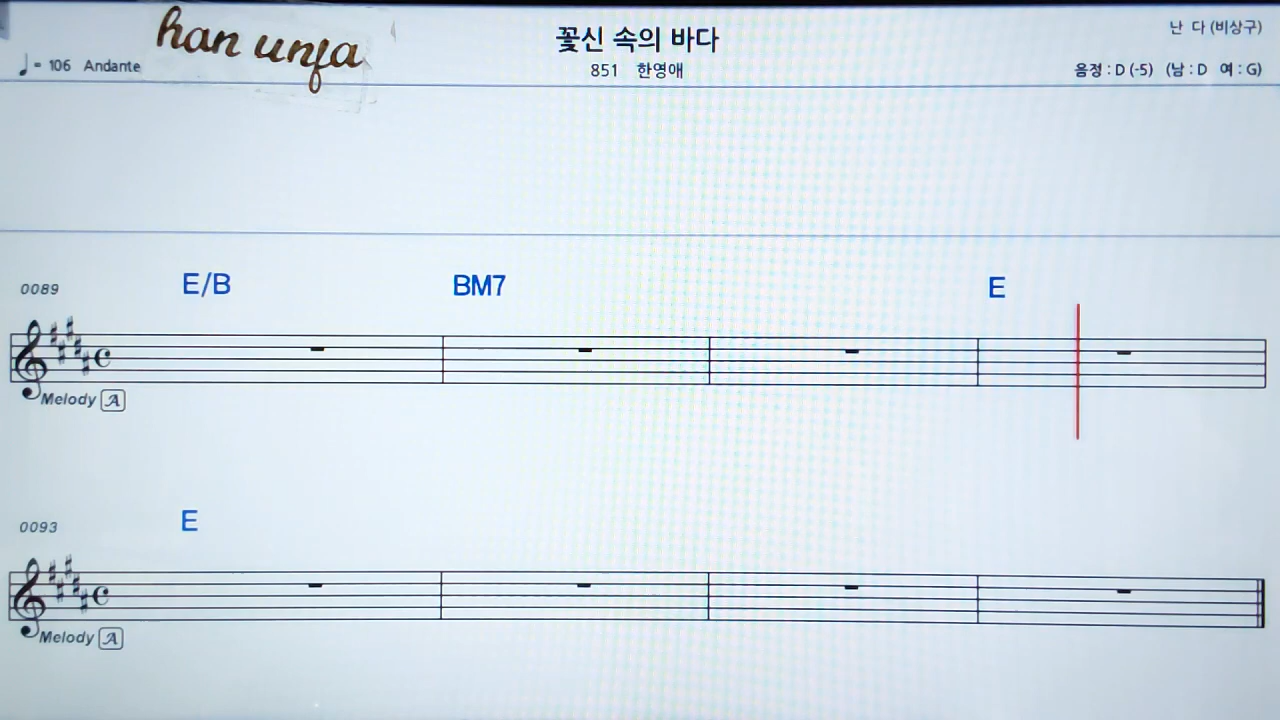 han unja
꽃신 속의 바다
난 다 (비상구)
♩= 106 Andante
851 한영애
음정 : D (-5) (남 : D 여 : G)
E/B BM7 E
0089
Melody A
E
0093
Melody A